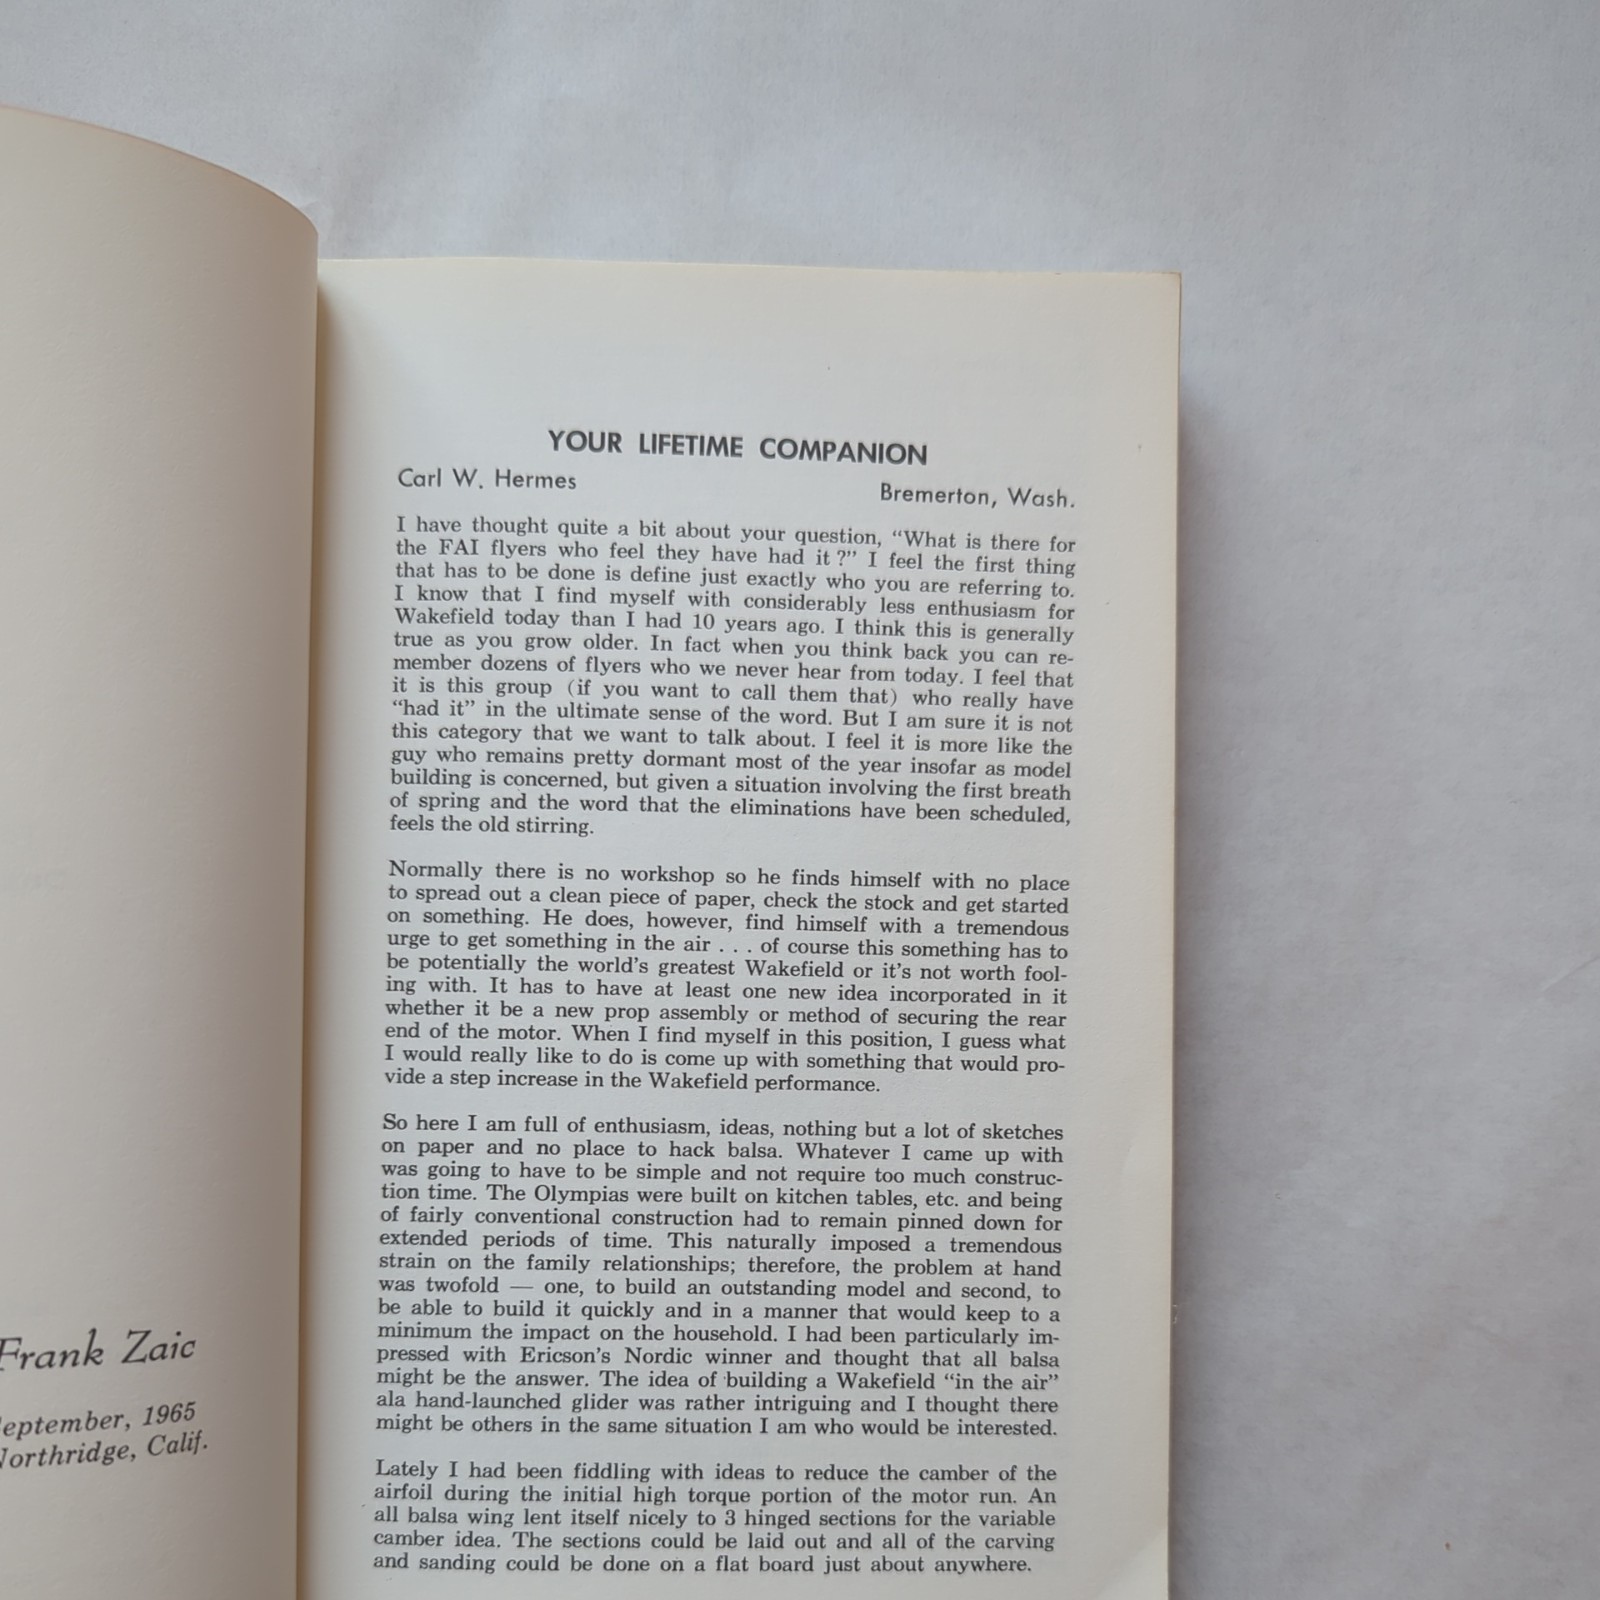 Frank Zaic
eptember, 1965
Northridge, Calif.
YOUR LIFETIME COMPANION
Carl W. Hermes
Bremerton, Wash.
I have thought quite a bit about your question, “What is there for
the FAI flyers who feel they have had it ?” I feel the first thing
that has to be done is define just exactly who you are referring to.
I know that I find myself with considerably less enthusiasm for
Wakefield today than I had 10 years ago. I think this is generally
true as you grow older. In fact when you think back you can re-
member dozens of flyers who we never hear from today. I feel that
it is this group (if you want to call them that) who really have
“had it” in the ultimate sense of the word. But I am sure it is not
this category that we want to talk about. I feel it is more like the
guy who remains pretty dormant most of the year insofar as model
building is concerned, but given a situation involving the first breath
of spring and the word that the eliminations have been scheduled,
feels the old stirring.
Normally there is no workshop so he finds himself with no place
to spread out a clean piece of paper, check the stock and get started
on something. He does, however, find himself with a tremendous
urge to get something in the air . . . of course this something has to
be potentially the world’s greatest Wakefield or it’s not worth fool-
ing with. It has to have at least one new idea incorporated in it
whether it be a new prop assembly or method of securing the rear
end of the motor. When I find myself in this position, I guess what
I would really like to do is come up with something that would pro-
vide a step increase in the Wakefield performance.
So here I am full of enthusiasm, ideas, nothing but a lot of sketches
on paper and no place to hack balsa. Whatever I came up with
was going to have to be simple and not require too much construc-
tion time. The Olympias were built on kitchen tables, etc. and being
of fairly conventional construction had to remain pinned down for
extended periods of time. This naturally imposed a tremendous
strain on the family relationships; therefore, the problem at hand
was twofold — one, to build an outstanding model and second, to
be able to build it quickly and in a manner that would keep to a
minimum the impact on the household. I had been particularly im-
pressed with Ericson’s Nordic winner and thought that all balsa
might be the answer. The idea of building a Wakefield “in the air”
ala hand-launched glider was rather intriguing and I thought there
might be others in the same situation I am who would be interested.
Lately I had been fiddling with ideas to reduce the camber of the
airfoil during the initial high torque portion of the motor run. An
all balsa wing lent itself nicely to 3 hinged sections for the variable
camber idea. The sections could be laid out and all of the carving
and sanding could be done on a flat board just about anywhere.